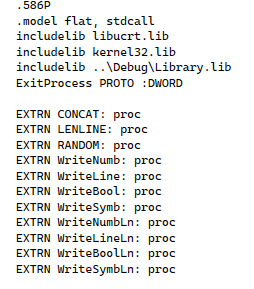 .586P
.model flat, stdcall
includelib libucrt.lib
includelib kernel32.lib
includelib ..\Debug\Library.lib
ExitProcess PROTO :DWORD

EXTRN CONCAT: proc
EXTRN LENLINE: proc
EXTRN RANDOM: proc
EXTRN WriteNumb: proc
EXTRN WriteLine: proc
EXTRN WriteBool: proc
EXTRN WriteSymb: proc
EXTRN WriteNumbLn: proc
EXTRN WriteLineLn: proc
EXTRN WriteBoolLn: proc
EXTRN WriteSymbLn: proc